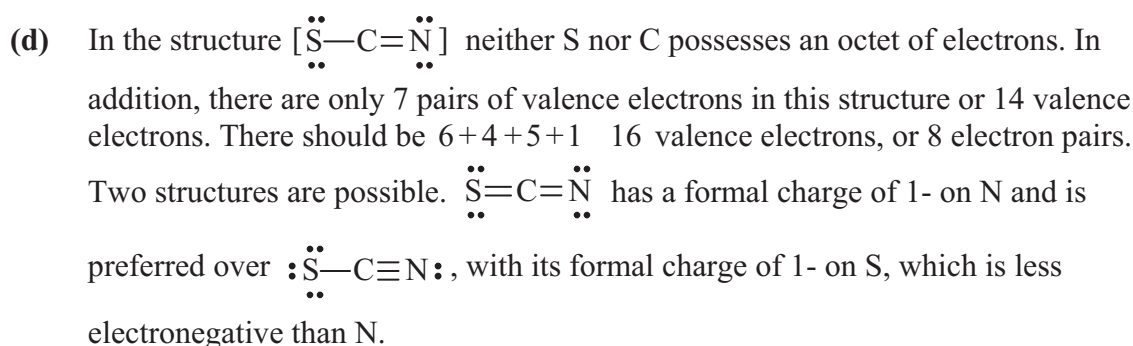 (d) In the structure [S̤̈—C=N̤̈] neither S nor C possesses an octet of electrons. In
addition, there are only 7 pairs of valence electrons in this structure or 14 valence
electrons. There should be 6+4+5+1 16 valence electrons, or 8 electron pairs.
Two structures are possible. S̤̈=C=N̤̈ has a formal charge of 1- on N and is
preferred over :S̤̈—C≡N:, with its formal charge of 1- on S, which is less
electronegative than N.